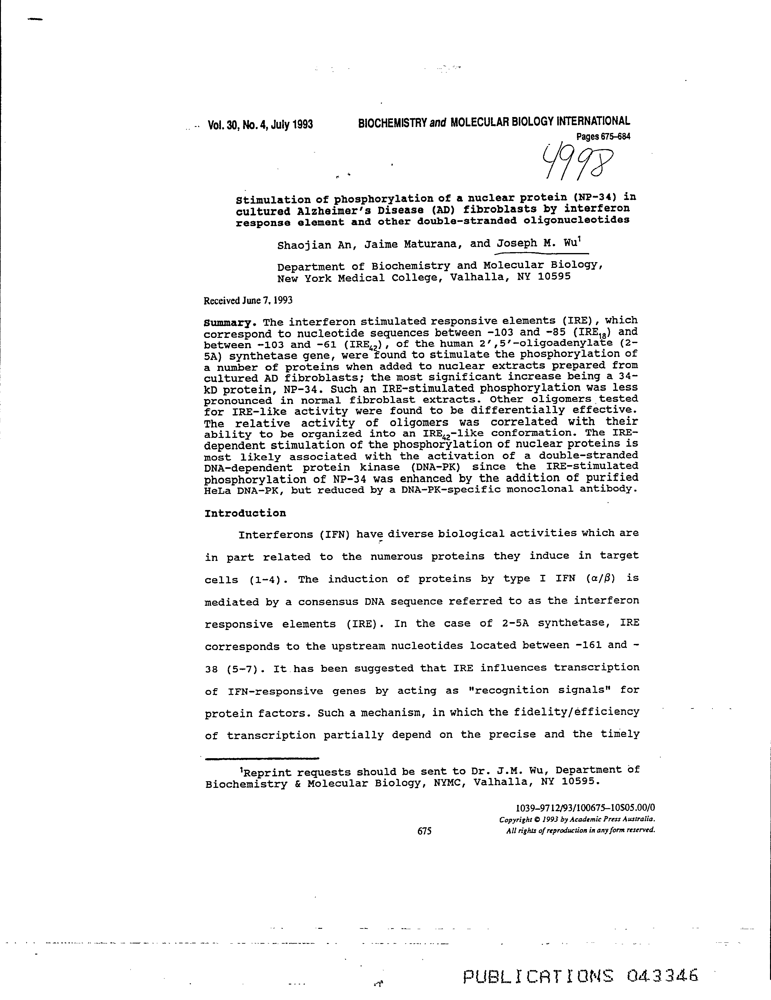 Vol. 30, No. 4, July 1993 BIOCHEMISTRY and MOLECULAR BIOLOGY INTERNATIONAL
Pages 675–684
4998
Stimulation of phosphorylation of a nuclear protein (NP-34) in
cultured Alzheimer's Disease (AD) fibroblasts by interferon
response element and other double-stranded oligonucleotides
Shaojian An, Jaime Maturana, and Joseph M. Wu¹
Department of Biochemistry and Molecular Biology,
New York Medical College, Valhalla, NY 10595
Received June 7, 1993
Summary. The interferon stimulated responsive elements (IRE), which
correspond to nucleotide sequences between -103 and -85 (IRE₁₈) and
between -103 and -61 (IRE₄₂), of the human 2',5'-oligoadenylate (2-
5A) synthetase gene, were found to stimulate the phosphorylation of
a number of proteins when added to nuclear extracts prepared from
cultured AD fibroblasts; the most significant increase being a 34-
kD protein, NP-34. Such an IRE-stimulated phosphorylation was less
pronounced in normal fibroblast extracts. Other oligomers tested
for IRE-like activity were found to be differentially effective.
The relative activity of oligomers was correlated with their
ability to be organized into an IRE₄₂-like conformation. The IRE-
dependent stimulation of the phosphorylation of nuclear proteins is
most likely associated with the activation of a double-stranded
DNA-dependent protein kinase (DNA-PK) since the IRE-stimulated
phosphorylation of NP-34 was enhanced by the addition of purified
HeLa DNA-PK, but reduced by a DNA-PK-specific monoclonal antibody.
Introduction
Interferons (IFN) have diverse biological activities which are
in part related to the numerous proteins they induce in target
cells (1-4). The induction of proteins by type I IFN (α/β) is
mediated by a consensus DNA sequence referred to as the interferon
responsive elements (IRE). In the case of 2-5A synthetase, IRE
corresponds to the upstream nucleotides located between -161 and -
38 (5-7). It has been suggested that IRE influences transcription
of IFN-responsive genes by acting as "recognition signals" for
protein factors. Such a mechanism, in which the fidelity/efficiency
of transcription partially depend on the precise and the timely
¹Reprint requests should be sent to Dr. J.M. Wu, Department of
Biochemistry & Molecular Biology, NYMC, Valhalla, NY 10595.
1039–9712/93/100675–10$05.00/0
Copyright © 1993 by Academic Press Australia.
675 All rights of reproduction in any form reserved.
PUBLICATIONS 043346